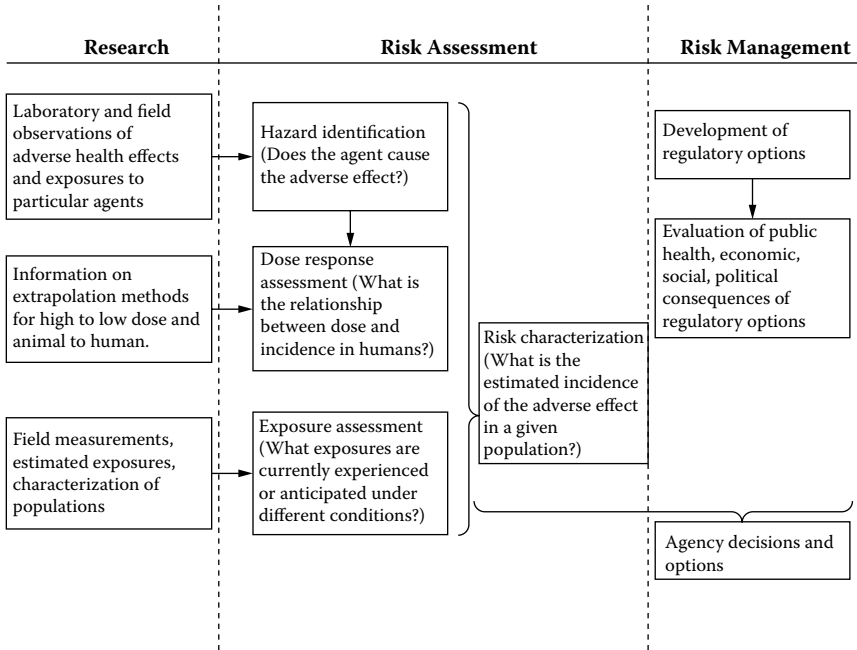 Research
Risk Assessment
Risk Management
Laboratory and field
observations of
adverse health effects
and exposures to
particular agents
Hazard identification
(Does the agent cause
the adverse effect?)
Development of
regulatory options
Information on
extrapolation methods
for high to low dose and
animal to human.
Dose response
assessment (What is
the relationship
between dose and
incidence in humans?)
Evaluation of public
health, economic,
social, political
consequences of
regulatory options
Risk characterization
(What is the
estimated incidence
of the adverse effect
in a given
population?)
Field measurements,
estimated exposures,
characterization of
populations
Exposure assessment
(What exposures are
currently experienced
or anticipated under
different conditions?)
Agency decisions and
options